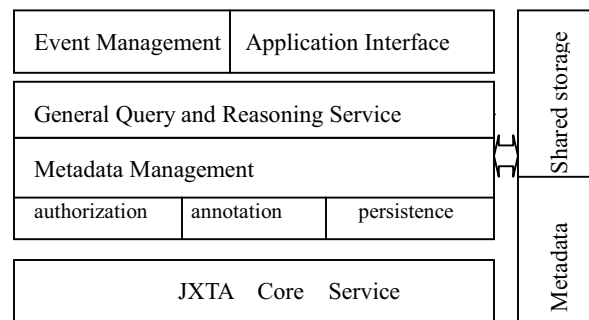 Event Management
Application Interface
General Query and Reasoning Service
Metadata Management
authorization
annotation
persistence
JXTA Core Service
Shared storage
Metadata